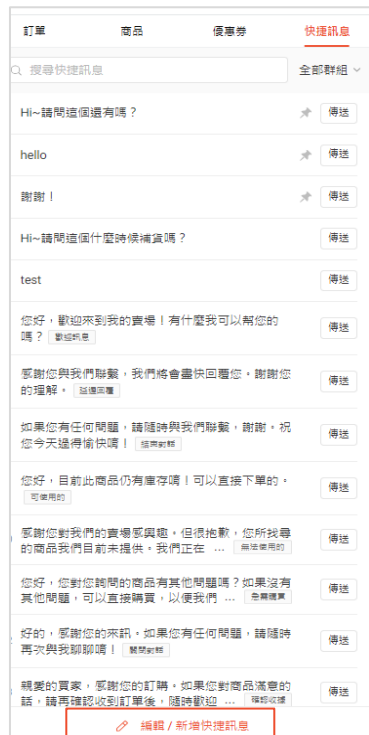 訂單 商品 優惠券 快捷訊息
搜尋快捷訊息 全部群組
Hi~請問這個還有嗎? 傳送
hello 傳送
謝謝! 傳送
Hi~請問這個什麼時候補貨嗎? 傳送
test 傳送
您好,歡迎來到我的賣場!有什麼我可以幫您的
嗎? 歡迎訊息 傳送
感謝您與我們聯繫,我們將會盡快回覆您。謝謝您
的理解。 延遲回覆 傳送
如果您有任何問題,請隨時與我們聯繫,謝謝。祝
您今天過得愉快唷! 結束對話 傳送
您好,目前此商品仍有庫存唷!可以直接下單的。
可使用的 傳送
感謝您對我們的賣場感興趣。但很抱歉,您所找尋
的商品我們目前未提供。我們正在 ... 無法使用的 傳送
您好,您對您詢問的商品有其他問題嗎?如果沒有
其他問題,可以直接購買,以便我們 ... 急需購買 傳送
好的,感謝您的來訊。如果您有任何問題,請隨時
再次與我聊聊唷! 關閉對話 傳送
親愛的買家,感謝您的訂購。如果您對商品滿意的
話,請再確認收到訂單後,隨時歡迎 ... 確認收據 傳送
編輯 / 新增快捷訊息